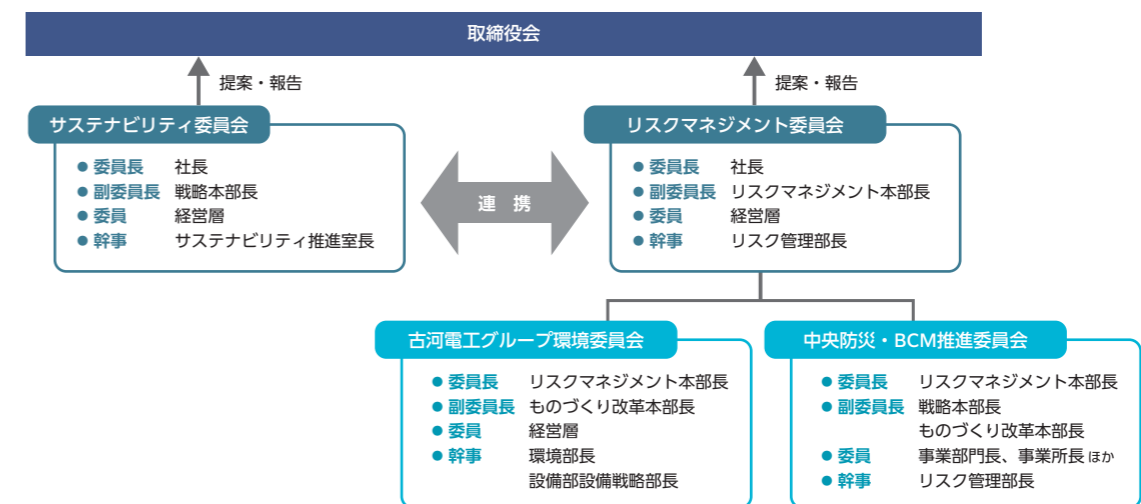 取締役会
提案・報告
提案・報告
サステナビリティ委員会
● 委員長 社長
● 副委員長 戦略本部長
● 委員 経営層
● 幹事 サステナビリティ推進室長
連 携
リスクマネジメント委員会
● 委員長 社長
● 副委員長 リスクマネジメント本部長
● 委員 経営層
● 幹事 リスク管理部長
古河電工グループ環境委員会
● 委員長 リスクマネジメント本部長
● 副委員長 ものづくり改革本部長
● 委員 経営層
● 幹事 環境部長
設備部設備戦略部長
中央防災・BCM推進委員会
● 委員長 リスクマネジメント本部長
● 副委員長 戦略本部長
ものづくり改革本部長
● 委員 事業部門長、事業所長 ほか
● 幹事 リスク管理部長